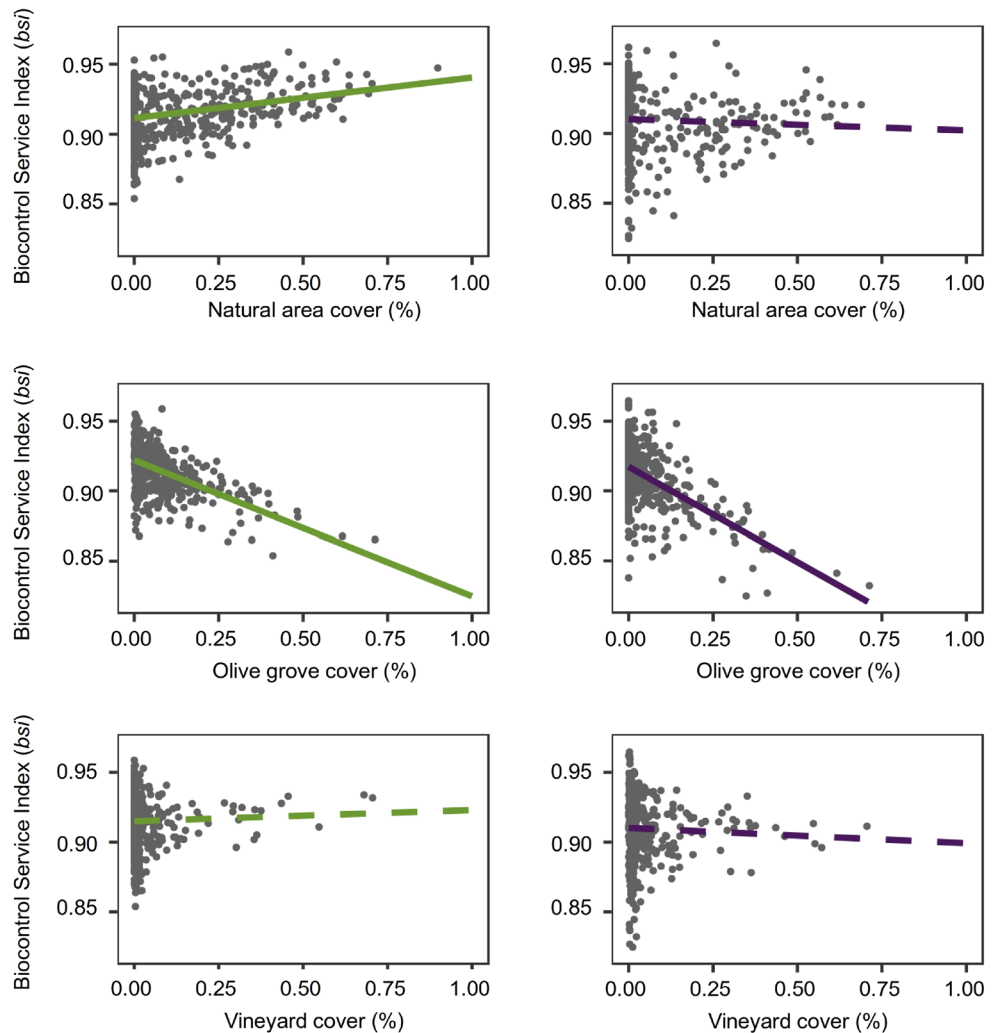 Biocontrol Service Index (bsi)
0.95
0.90
0.85
0.00 0.25 0.50 0.75 1.00
Natural area cover (%)
0.95
0.90
0.85
0.00 0.25 0.50 0.75 1.00
Natural area cover (%)
Biocontrol Service Index (bsi)
0.95
0.90
0.85
0.00 0.25 0.50 0.75 1.00
Olive grove cover (%)
0.95
0.90
0.85
0.00 0.25 0.50 0.75 1.00
Olive grove cover (%)
Biocontrol Service Index (bsi)
0.95
0.90
0.85
0.00 0.25 0.50 0.75 1.00
Vineyard cover (%)
0.95
0.90
0.85
0.00 0.25 0.50 0.75 1.00
Vineyard cover (%)